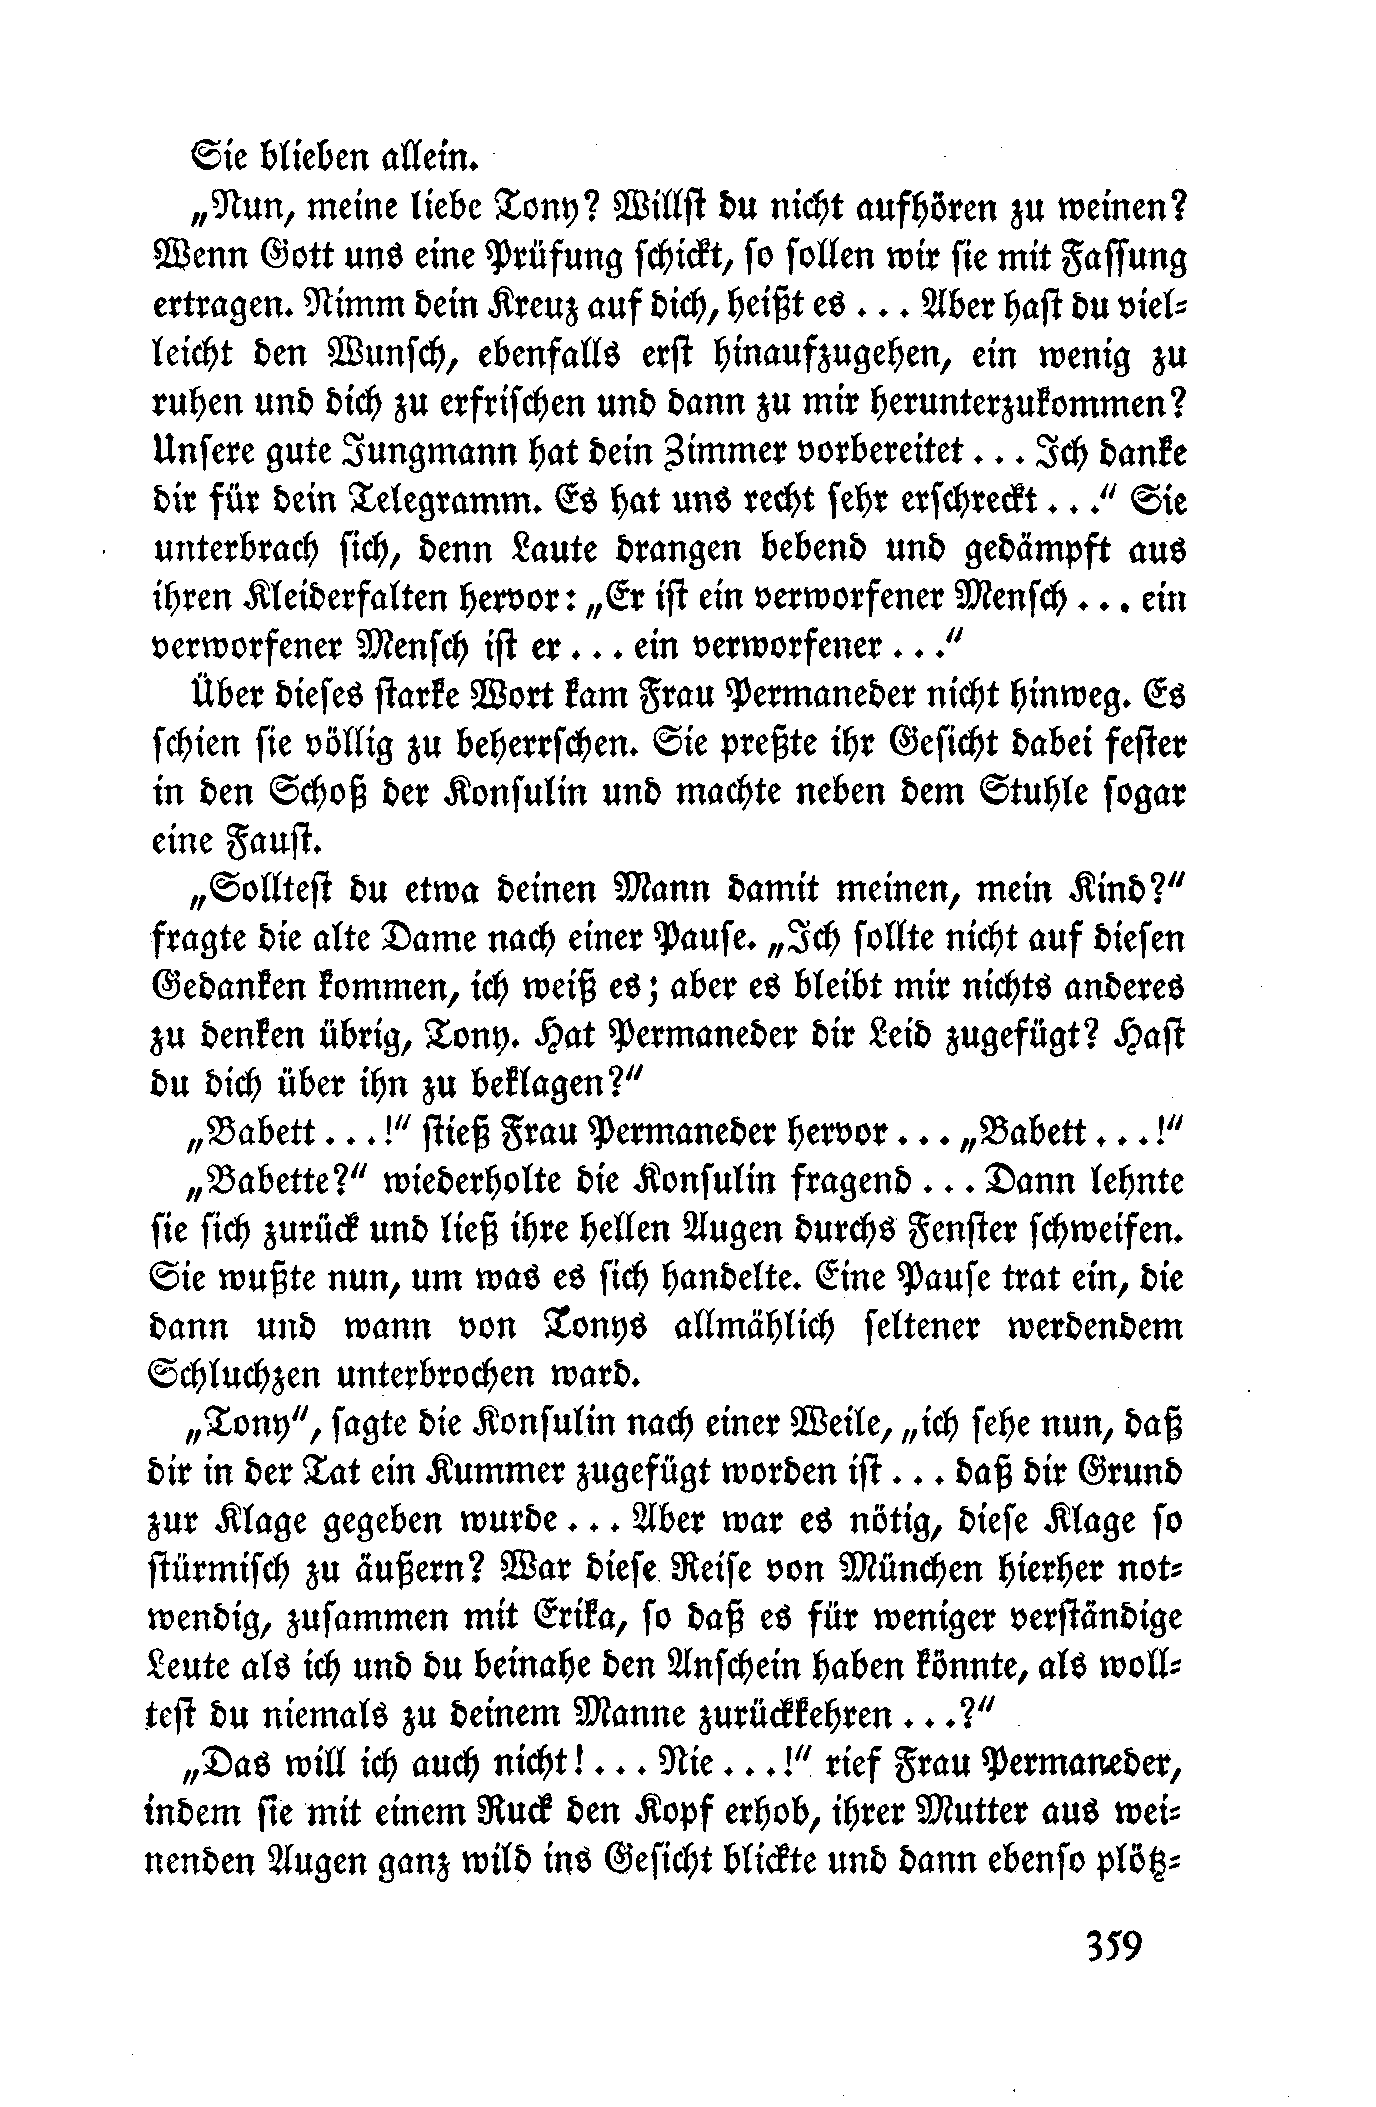 Sie blieben allein.
„Nun, meine liebe Tony? Willst du nicht aufhören zu weinen?
Wenn Gott uns eine Prüfung schickt, so sollen wir sie mit Fassung
ertragen. Nimm dein Kreuz auf dich, heißt es . . . Aber hast du viel-
leicht den Wunsch, ebenfalls erst hinaufzugehen, ein wenig zu
ruhen und dich zu erfrischen und dann zu mir herunterzukommen?
Unsere gute Jungmann hat dein Zimmer vorbereitet . . . Ich danke
dir für dein Telegramm. Es hat uns recht sehr erschreckt . . .“ Sie
unterbrach sich, denn Laute drangen bebend und gedämpft aus
ihren Kleiderfalten hervor: „Er ist ein verworfener Mensch . . . ein
verworfener Mensch ist er . . . ein verworfener . . .“
Über dieses starke Wort kam Frau Permaneder nicht hinweg. Es
schien sie völlig zu beherrschen. Sie preßte ihr Gesicht dabei fester
in den Schoß der Konsulin und machte neben dem Stuhle sogar
eine Faust.
„Solltest du etwa deinen Mann damit meinen, mein Kind?“
fragte die alte Dame nach einer Pause. „Ich sollte nicht auf diesen
Gedanken kommen, ich weiß es; aber es bleibt mir nichts anderes
zu denken übrig, Tony. Hat Permaneder dir Leid zugefügt? Hast
du dich über ihn zu beklagen?“
„Babett . . .!“ stieß Frau Permaneder hervor . . . „Babett . . .!“
„Babette?“ wiederholte die Konsulin fragend . . . Dann lehnte
sie sich zurück und ließ ihre hellen Augen durchs Fenster schweifen.
Sie wußte nun, um was es sich handelte. Eine Pause trat ein, die
dann und wann von Tonys allmählich seltener werdendem
Schluchzen unterbrochen ward.
„Tony“, sagte die Konsulin nach einer Weile, „ich sehe nun, daß
dir in der Tat ein Kummer zugefügt worden ist . . . daß dir Grund
zur Klage gegeben wurde . . . Aber war es nötig, diese Klage so
stürmisch zu äußern? War diese Reise von München hierher not-
wendig, zusammen mit Erika, so daß es für weniger verständige
Leute als ich und du beinahe den Anschein haben könnte, als woll-
test du niemals zu deinem Manne zurückkehren . . .?“
„Das will ich auch nicht! . . . Nie . . .!“ rief Frau Permaneder,
indem sie mit einem Ruck den Kopf erhob, ihrer Mutter aus wei-
nenden Augen ganz wild ins Gesicht blickte und dann ebenso plötz-
359